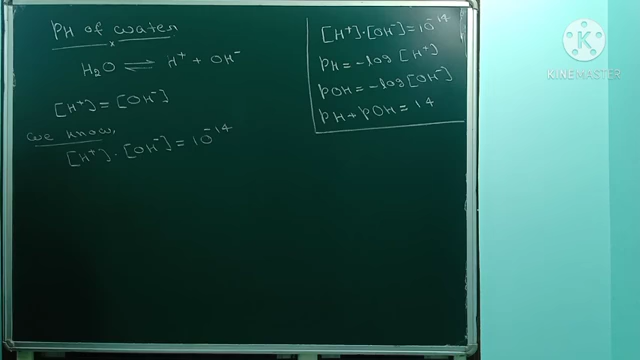 PH of water
H₂O ⇌ H⁺ + OH⁻
[H⁺] = [OH⁻]
we know,
[H⁺]·[OH⁻] = 10⁻¹⁴
[H⁺]·[OH⁻] = 10⁻¹⁴
PH = -log [H⁺]
POH = -log [OH⁻]
PH + POH = 14
K
KINEMASTER